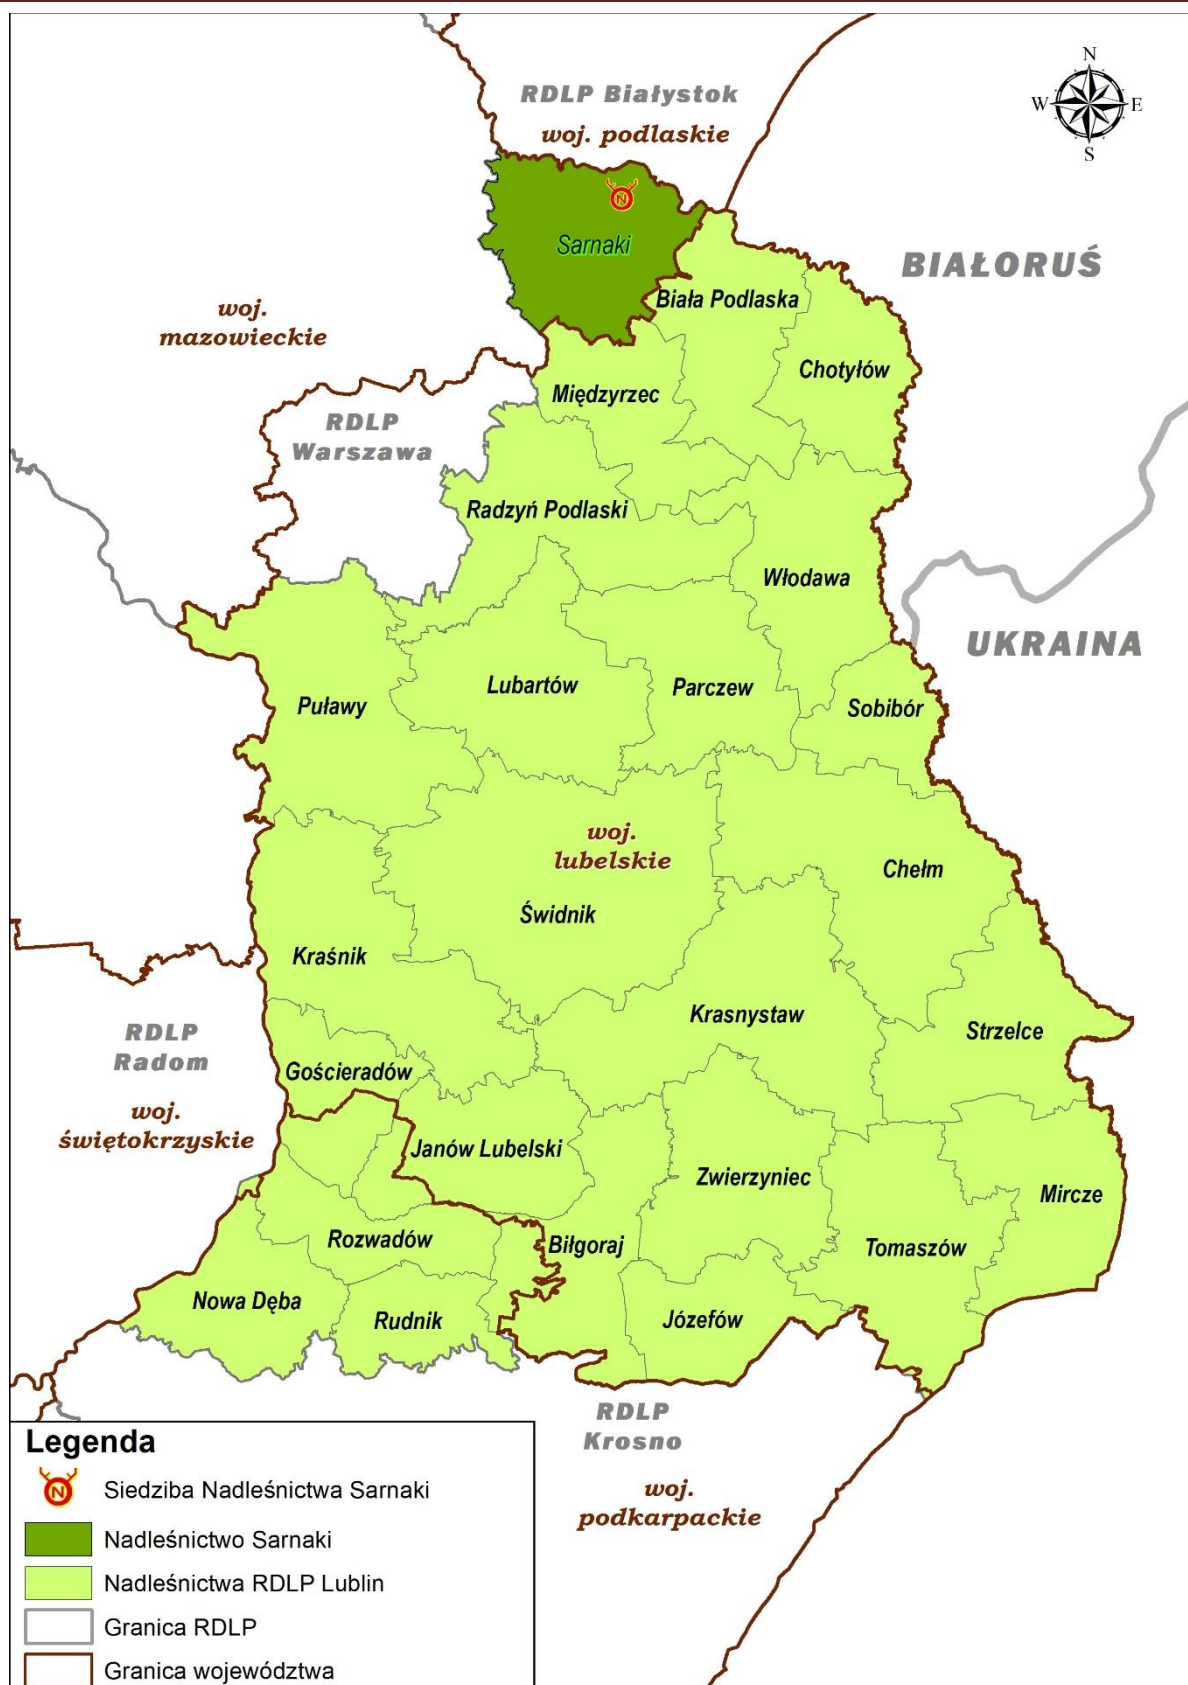 N
W
E
S
RDLP Białystok
woj. podlaskie
Sarnaki
BIAŁORUŚ
woj.
mazowieckie
Biała Podlaska
Chotyłów
Międzyrzec
RDLP
Warszawa
Radzyń Podlaski
Włodawa
UKRAINA
Lubartów
Parczew
Puławy
Sobibór
woj.
lubelskie
Chełm
Świdnik
Kraśnik
Krasnystaw
Strzelce
RDLP
Radom
Gościeradów
woj.
świętokrzyskie
Janów Lubelski
Zwierzyniec
Mircze
Rozwadów
Biłgoraj
Tomaszów
Nowa Dęba
Rudnik
Józefów
RDLP
Krosno
woj.
podkarpackie
Legenda
N
Siedziba Nadleśnictwa Sarnaki
Nadleśnictwo Sarnaki
Nadleśnictwa RDLP Lublin
Granica RDLP
Granica województwa